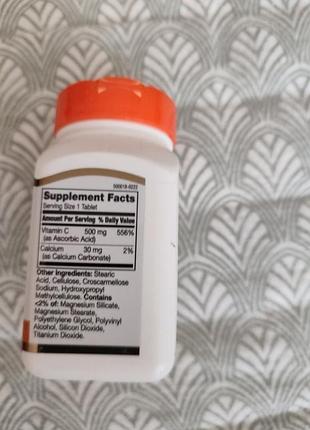 Supplement Facts
Serving Size 1 Tablet
Amount Per Serving % Daily Value
Vitamin C 500 mg 556%
(as Ascorbic Acid)
Calcium 30 mg 2%
(as Calcium Carbonate)
Other Ingredients: Stearic
Acid, Cellulose, Croscarmellose
Sodium, Hydroxypropyl
Methylcellulose. Contains
<2% of: Magnesium Silicate,
Magnesium Stearate,
Polyethylene Glycol, Polyvinyl
Alcohol, Silicon Dioxide,
Titanium Dioxide.